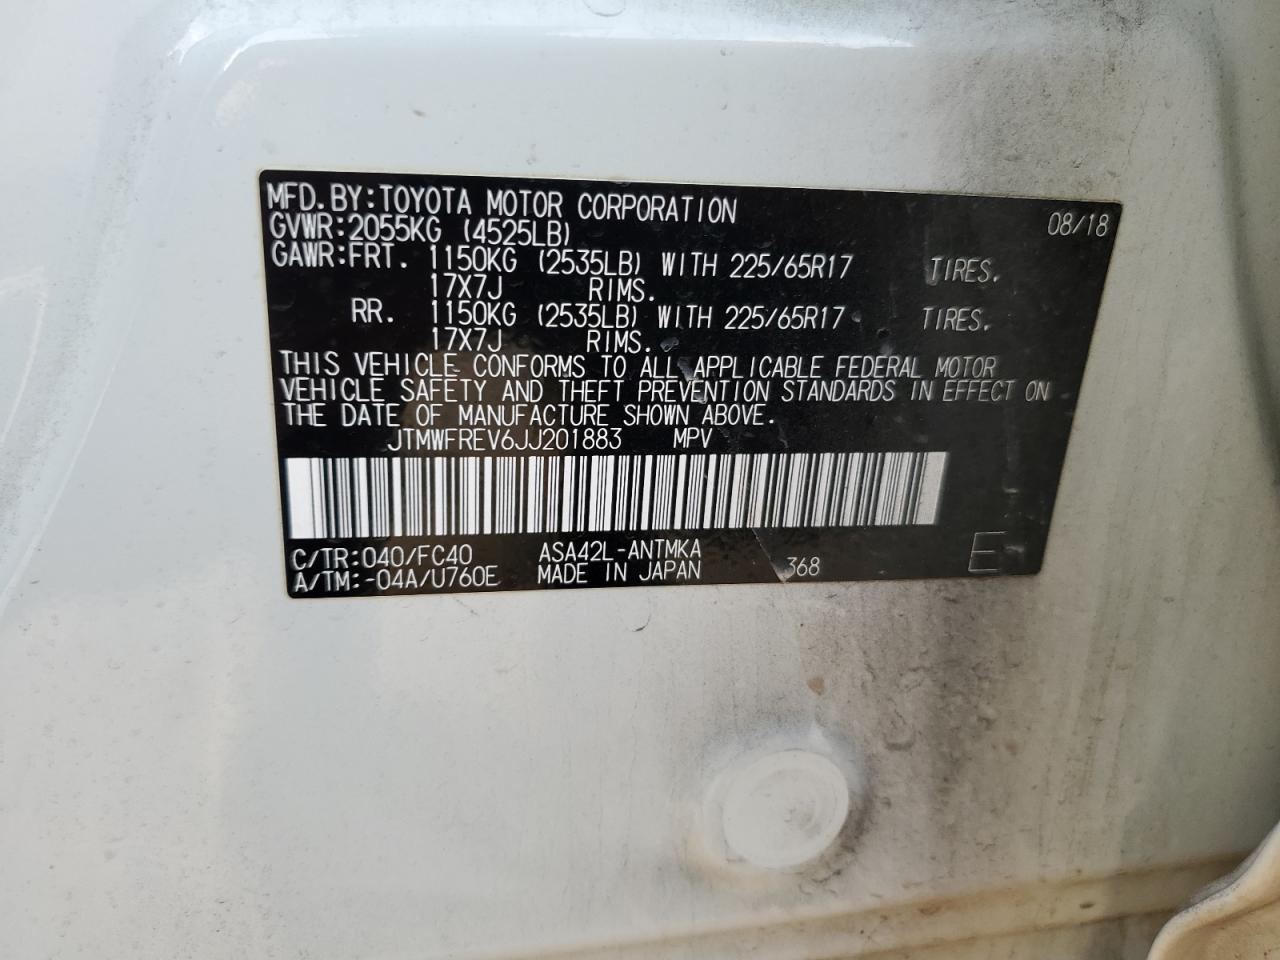 MFD.BY:TOYOTA MOTOR CORPORATION 08/18
GVWR:2055KG (4525LB)
GAWR:FRT. 1150KG (2535LB) WITH 225/65R17 TIRES.
17X7J RIMS.
RR. 1150KG (2535LB) WITH 225/65R17 TIRES.
17X7J RIMS.
THIS VEHICLE CONFORMS TO ALL APPLICABLE FEDERAL MOTOR
VEHICLE SAFETY AND THEFT PREVENTION STANDARDS IN EFFECT ON
THE DATE OF MANUFACTURE SHOWN ABOVE.
JTMWFREV6JJ201883 MPV
C/TR:040/FC40 ASA42L-ANTMKA
A/TM:-04A/U760E MADE IN JAPAN 368 E